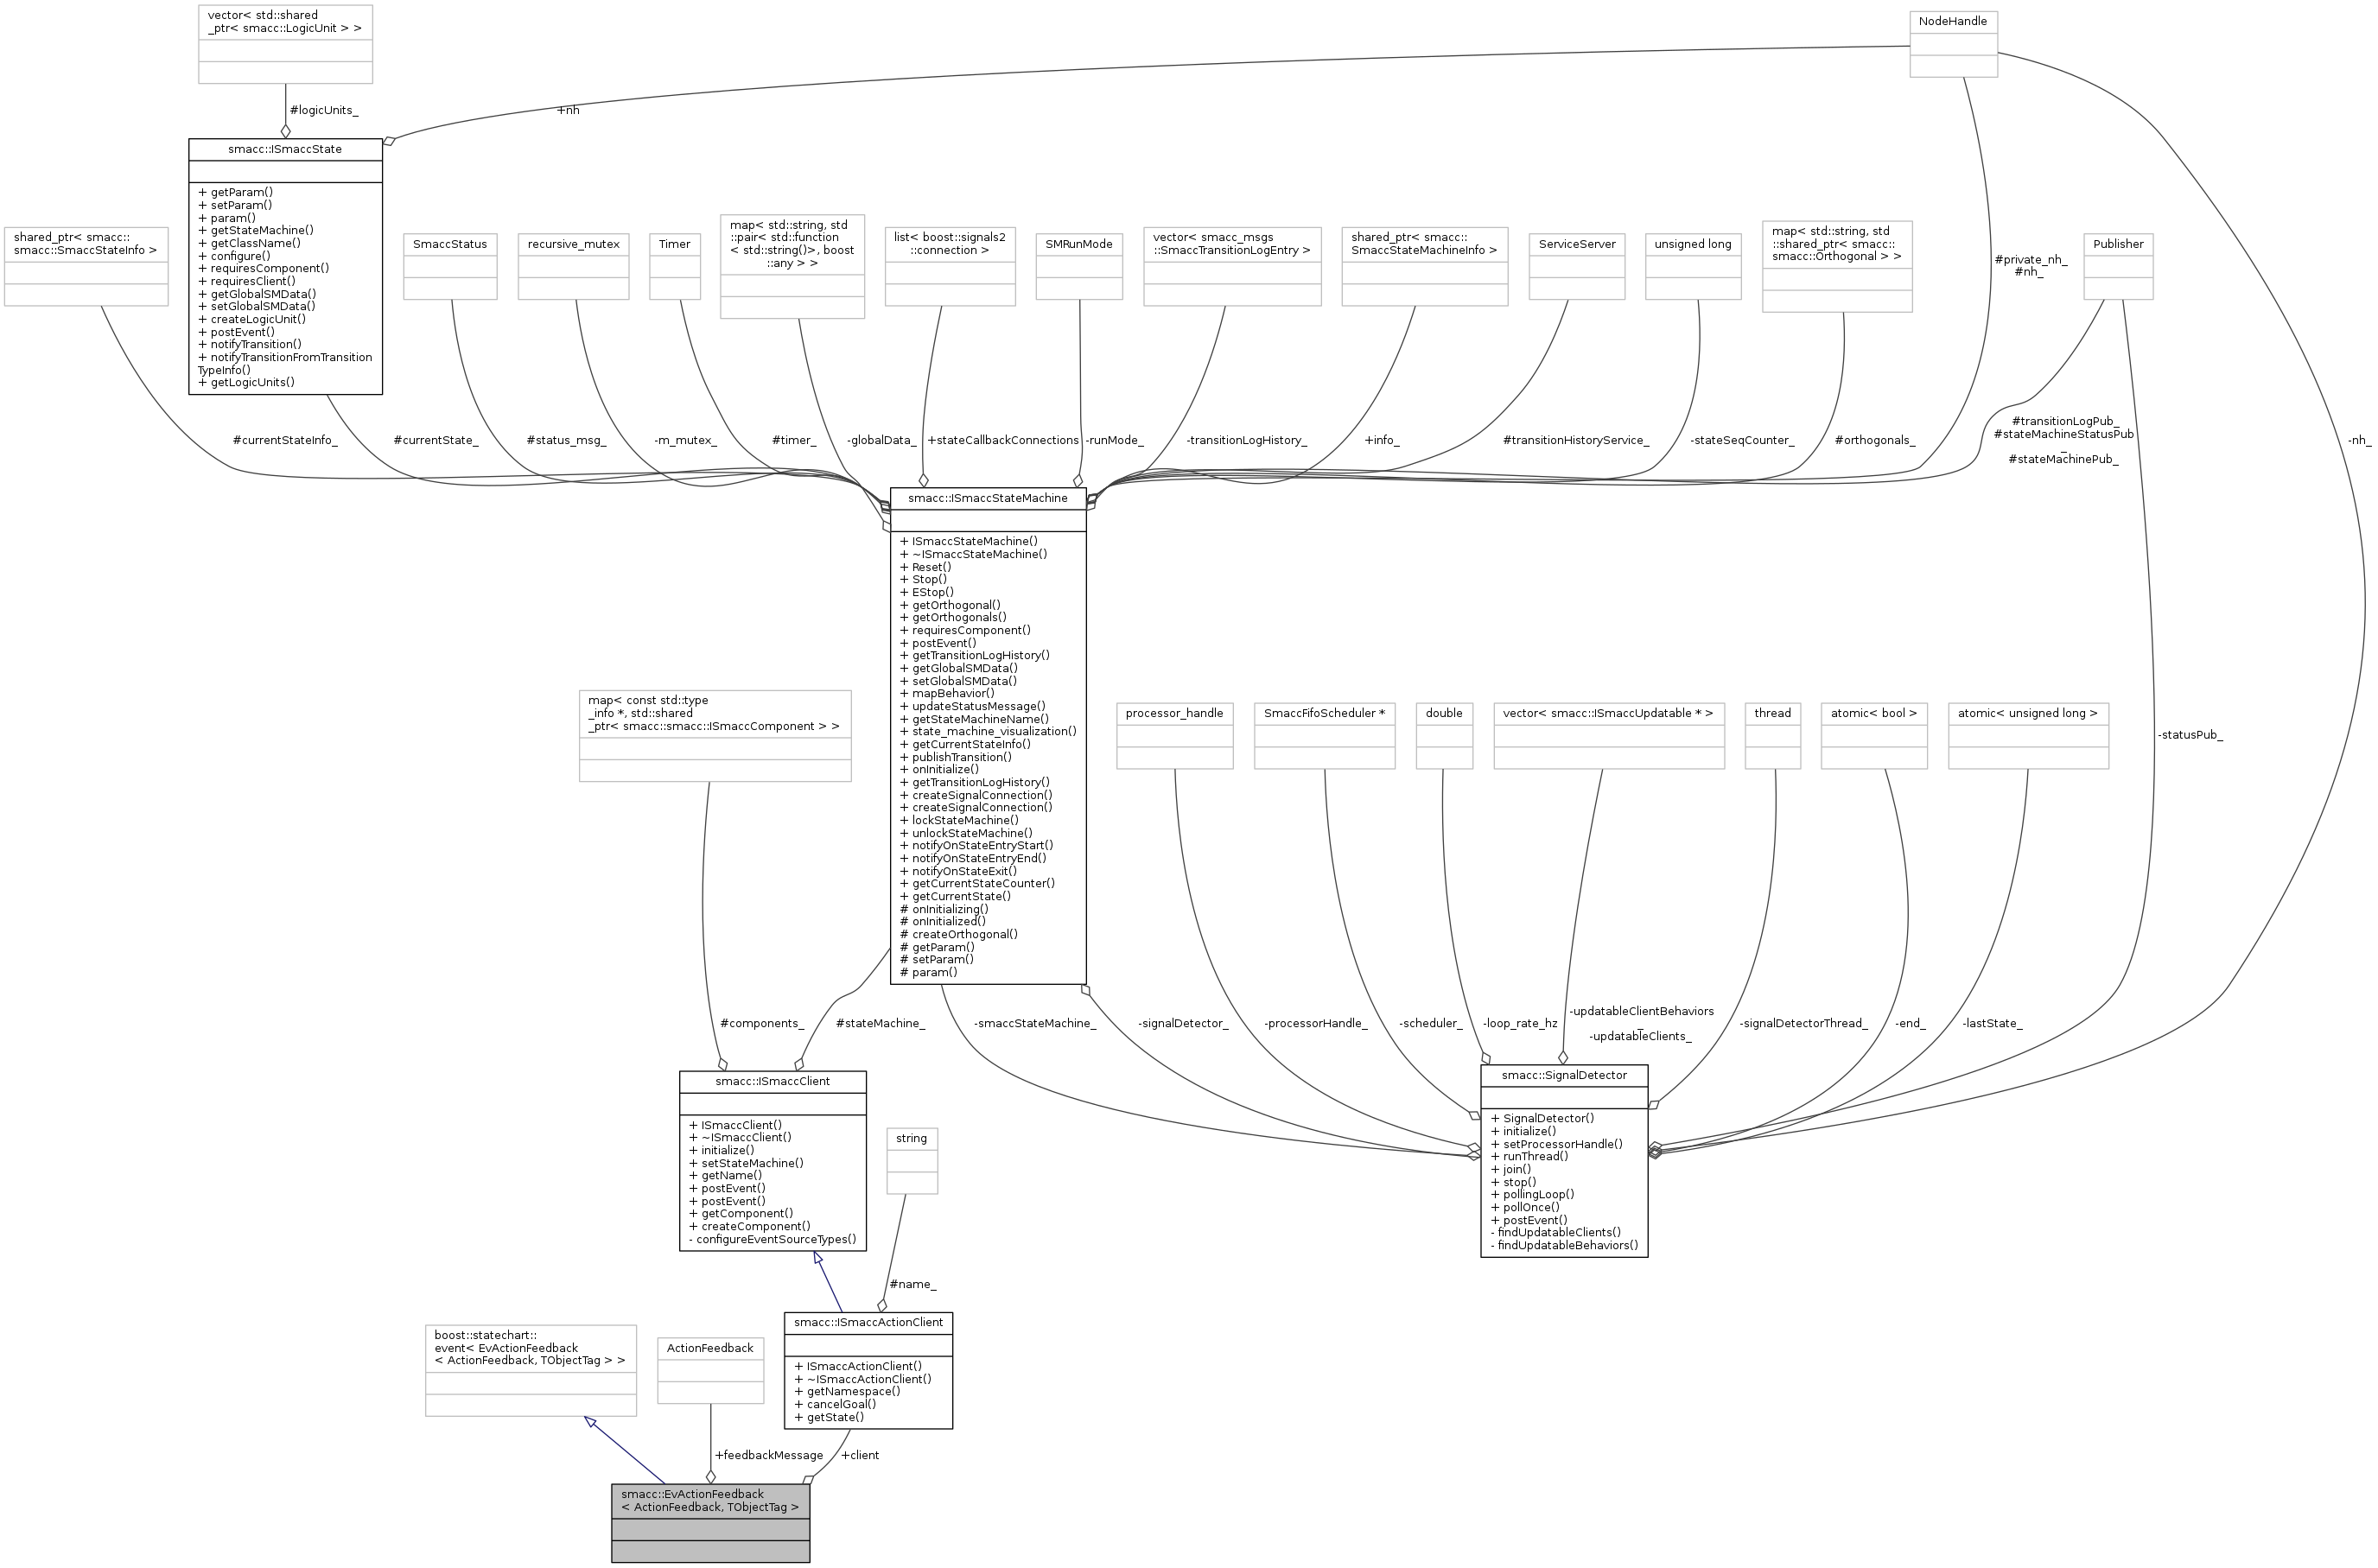 vector< std::shared
_ptr< smacc::LogicUnit > >
NodeHandle
#logicUnits_
+nh
smacc::ISmaccState
+ getParam()
+ setParam()
+ param()
+ getStateMachine()
+ getClassName()
+ configure()
+ requiresComponent()
+ requiresClient()
+ getGlobalSMData()
+ setGlobalSMData()
+ createLogicUnit()
+ postEvent()
+ notifyTransition()
+ notifyTransitionFromTransition
TypeInfo()
+ getLogicUnits()
shared_ptr< smacc::
smacc::SmaccStateInfo >
SmaccStatus
recursive_mutex
Timer
map< std::string, std
::pair< std::function
< std::string()>, boost
::any > >
list< boost::signals2
::connection >
SMRunMode
vector< smacc_msgs
::SmaccTransitionLogEntry >
shared_ptr< smacc::
SmaccStateMachineInfo >
ServiceServer
unsigned long
map< std::string, std
::shared_ptr< smacc::
smacc::Orthogonal > >
Publisher
#private_nh_
#nh_
#currentStateInfo_
#currentState_
#status_msg_
-m_mutex_
#timer_
-globalData_
+stateCallbackConnections
-runMode_
-transitionLogHistory_
+info_
#transitionHistoryService_
-stateSeqCounter_
#orthogonals_
#transitionLogPub_
#stateMachineStatusPub
_
#stateMachinePub_
-nh_
smacc::ISmaccStateMachine
+ ISmaccStateMachine()
+ ~ISmaccStateMachine()
+ Reset()
+ Stop()
+ EStop()
+ getOrthogonal()
+ getOrthogonals()
+ requiresComponent()
+ postEvent()
+ getTransitionLogHistory()
+ getGlobalSMData()
+ setGlobalSMData()
+ mapBehavior()
+ updateStatusMessage()
+ getStateMachineName()
+ state_machine_visualization()
+ getCurrentStateInfo()
+ publishTransition()
+ onInitialize()
+ getTransitionLogHistory()
+ createSignalConnection()
+ createSignalConnection()
+ lockStateMachine()
+ unlockStateMachine()
+ notifyOnStateEntryStart()
+ notifyOnStateEntryEnd()
+ notifyOnStateExit()
+ getCurrentStateCounter()
+ getCurrentState()
# onInitializing()
# onInitialized()
# createOrthogonal()
# getParam()
# setParam()
# param()
map< const std::type
_info *, std::shared
_ptr< smacc::smacc::ISmaccComponent > >
processor_handle
SmaccFifoScheduler *
double
vector< smacc::ISmaccUpdatable * >
thread
atomic< bool >
atomic< unsigned long >
-statusPub_
#components_
#stateMachine_
-smaccStateMachine_
-signalDetector_
-processorHandle_
-scheduler_
-loop_rate_hz
-updatableClientBehaviors
_
-updatableClients_
-signalDetectorThread_
-end_
-lastState_
smacc::ISmaccClient
+ ISmaccClient()
+ ~ISmaccClient()
+ initialize()
+ setStateMachine()
+ getName()
+ postEvent()
+ postEvent()
+ getComponent()
+ createComponent()
- configureEventSourceTypes()
string
smacc::SignalDetector
+ SignalDetector()
+ initialize()
+ setProcessorHandle()
+ runThread()
+ join()
+ stop()
+ pollingLoop()
+ pollOnce()
+ postEvent()
- findUpdatableClients()
- findUpdatableBehaviors()
#name_
boost::statechart::
event< EvActionFeedback
< ActionFeedback, TObjectTag > >
ActionFeedback
smacc::ISmaccActionClient
+ ISmaccActionClient()
+ ~ISmaccActionClient()
+ getNamespace()
+ cancelGoal()
+ getState()
+feedbackMessage
+client
smacc::EvActionFeedback
< ActionFeedback, TObjectTag >